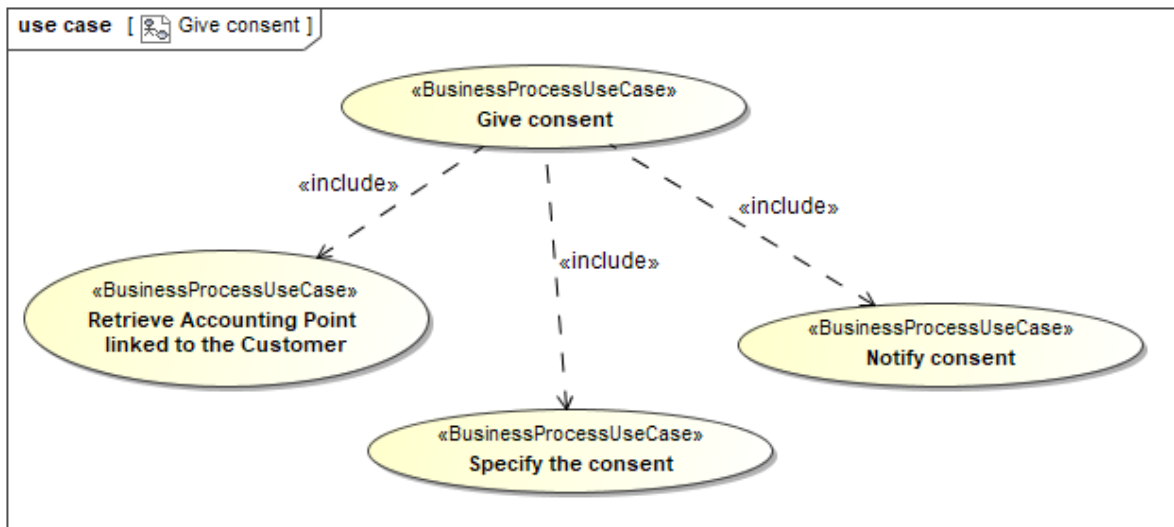 use case [ Give consent ]
«BusinessProcessUseCase»
Give consent
«include»
«include»
«include»
«BusinessProcessUseCase»
Retrieve Accounting Point
linked to the Customer
«BusinessProcessUseCase»
Notify consent
«BusinessProcessUseCase»
Specify the consent